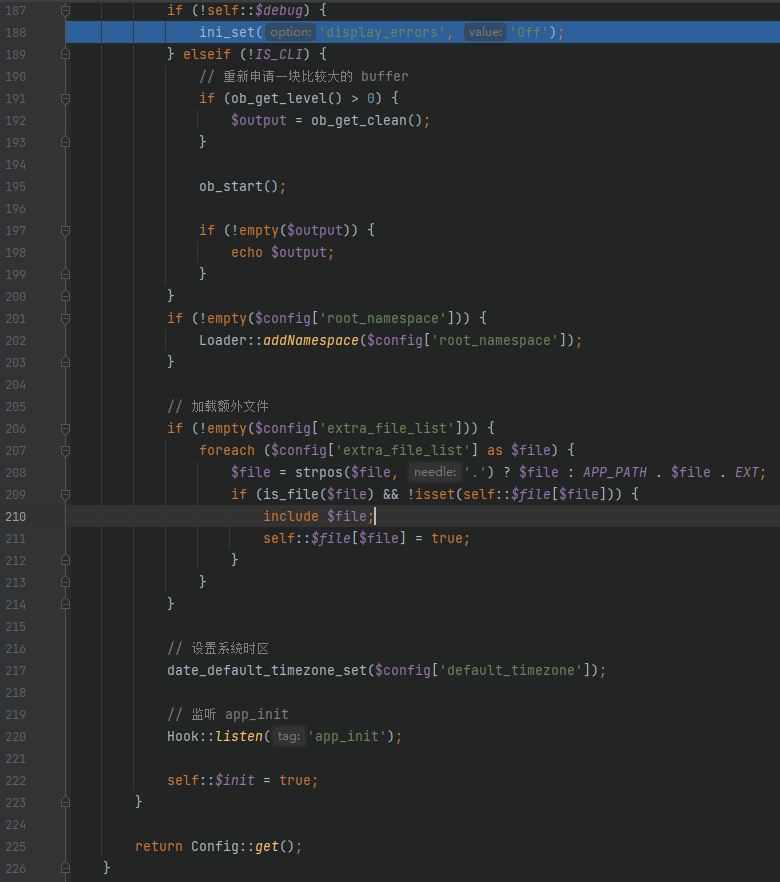 187 if (!self::$debug) {
188 ini_set( option: 'display_errors', value: 'Off');
189 } elseif (!IS_CLI) {
190 // 重新申请一块比较大的 buffer
191 if (ob_get_level() > 0) {
192 $output = ob_get_clean();
193 }
194
195 ob_start();
196
197 if (!empty($output)) {
198 echo $output;
199 }
200 }
201 if (!empty($config['root_namespace'])) {
202 Loader::addNamespace($config['root_namespace']);
203 }
204
205 // 加载额外文件
206 if (!empty($config['extra_file_list'])) {
207 foreach ($config['extra_file_list'] as $file) {
208 $file = strpos($file, needle: '.') ? $file : APP_PATH . $file . EXT;
209 if (is_file($file) && !isset(self::$file[$file])) {
210 include $file;
211 self::$file[$file] = true;
212 }
213 }
214 }
215
216 // 设置系统时区
217 date_default_timezone_set($config['default_timezone']);
218
219 // 监听 app_init
220 Hook::listen( tag: 'app_init');
221
222 self::$init = true;
223 }
224
225 return Config::get();
226 }